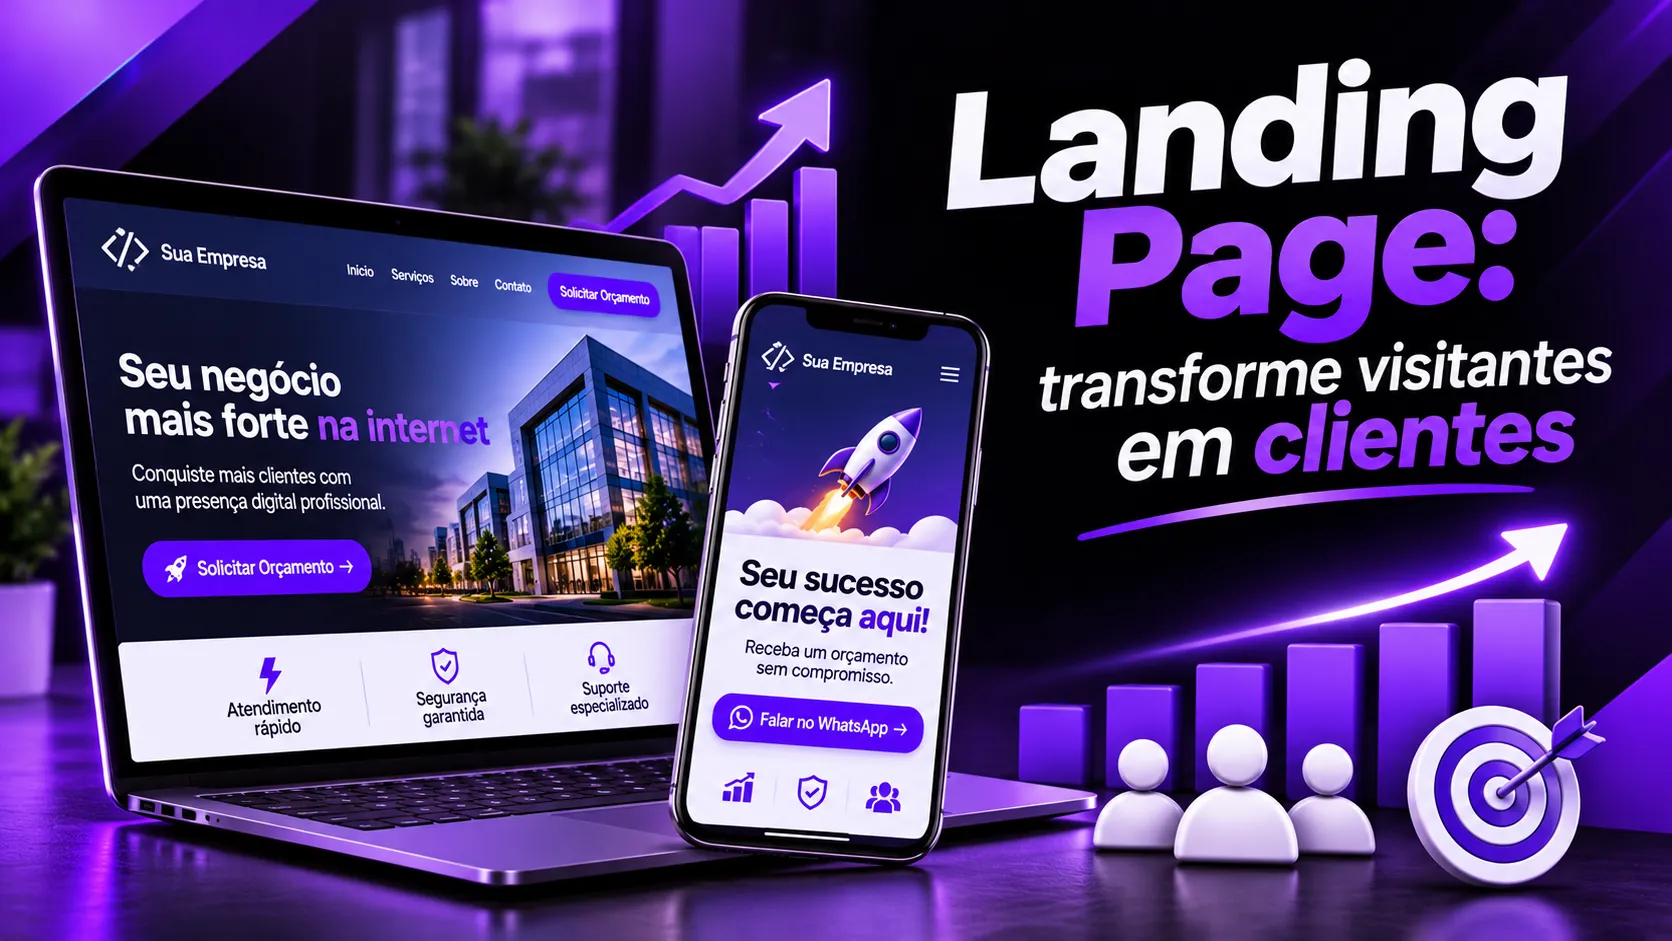 Sua Empresa
Inicio
Serviços
Sobre
Contato
Solicitar Orçamento
Seu negócio
mais forte na internet
Conquiste mais clientes com
uma presença digital profissional.
Solicitar Orçamento →
Atendimento
rápido
Segurança
garantida
Suporte
especializado
Sua Empresa
Seu sucesso
começa aqui!
Receba um orçamento
sem compromisso.
Falar no WhatsApp →
Landing
Page:
transforme visitantes
em clientes